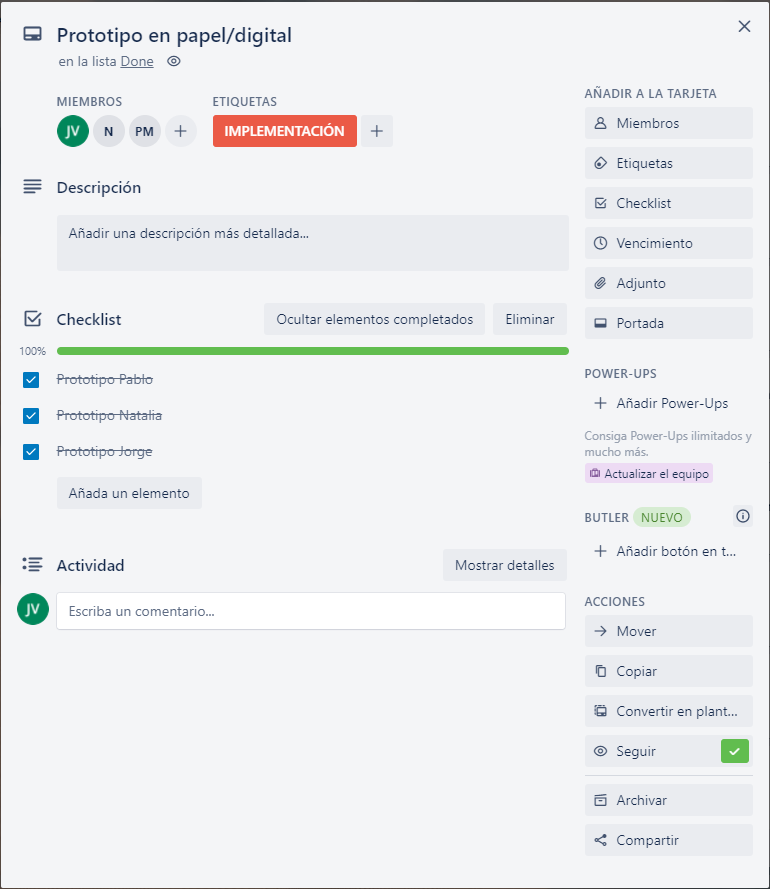 Prototipo en papel/digital
en la lista Done
MIEMBROS
JV N PM
ETIQUETAS
IMPLEMENTACIÓN
Descripción
Añadir una descripción más detallada...
Checklist
Ocultar elementos completados
Eliminar
100%
Prototipo Pablo
Prototipo Natalia
Prototipo Jorge
Añada un elemento
Actividad
Mostrar detalles
JV
Escriba un comentario...
AÑADIR A LA TARJETA
Miembros
Etiquetas
Checklist
Vencimiento
Adjunto
Portada
POWER-UPS
Añadir Power-Ups
Consiga Power-Ups ilimitados y
mucho más.
Actualizar el equipo
BUTLER NUEVO
Añadir botón en t...
ACCIONES
Mover
Copiar
Convertir en plant...
Seguir
Archivar
Compartir